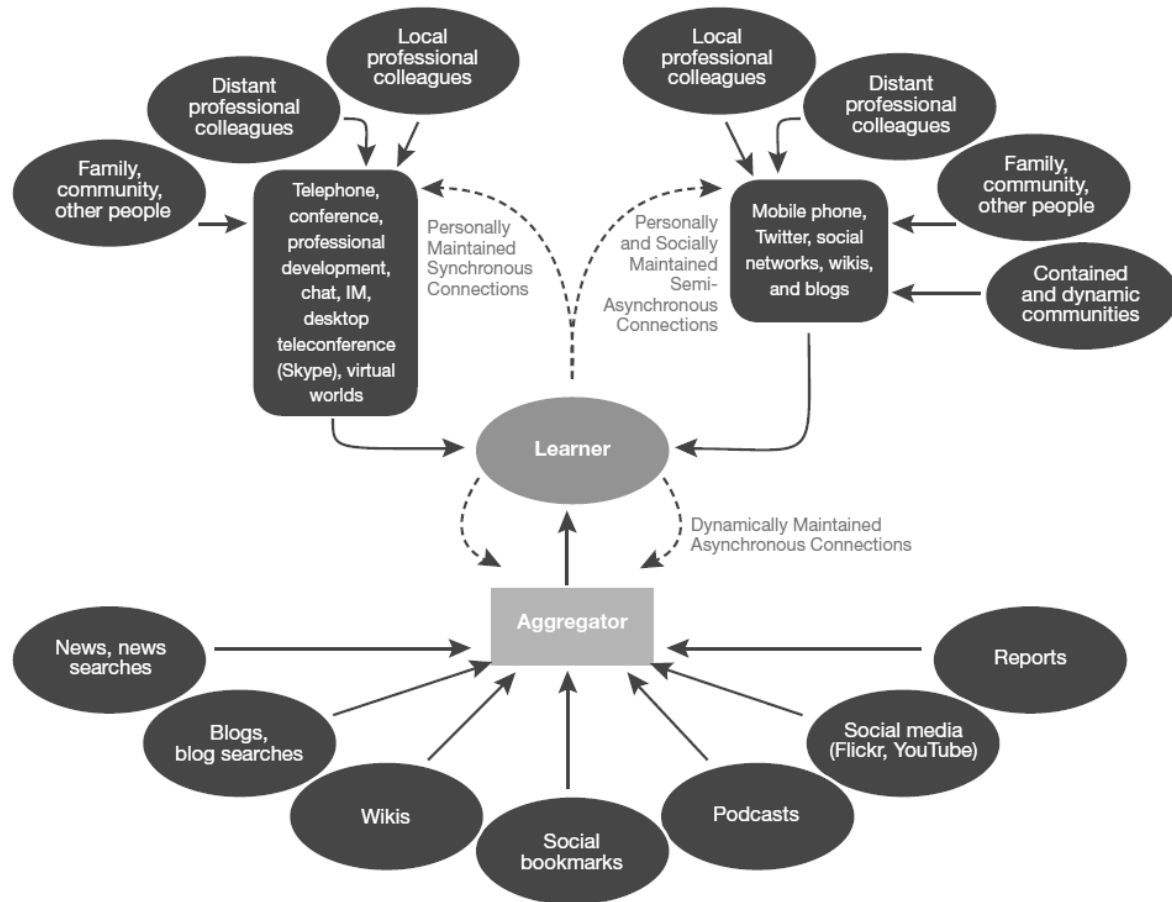 Local
professional
colleagues
Distant
professional
colleagues
Family,
community,
other people
Telephone,
conference,
professional
development,
chat, IM,
desktop
teleconference
(Skype), virtual
worlds
Personally
Maintained
Synchronous
Connections
Local
professional
colleagues
Distant
professional
colleagues
Family,
community,
other people
Contained
and dynamic
communities
Mobile phone,
Twitter, social
networks, wikis,
and blogs
Personally
and Socially
Maintained
Semi-
Asynchronous
Connections
Learner
Dynamically Maintained
Asynchronous Connections
Aggregator
News, news
searches
Blogs,
blog searches
Wikis
Social
bookmarks
Podcasts
Social media
(Flickr, YouTube)
Reports